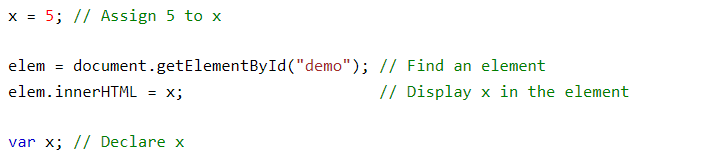 x = 5; // Assign 5 to x
elem = document.getElementById("demo"); // Find an element
elem.innerHTML = x;                     // Display x in the element
var x; // Declare x